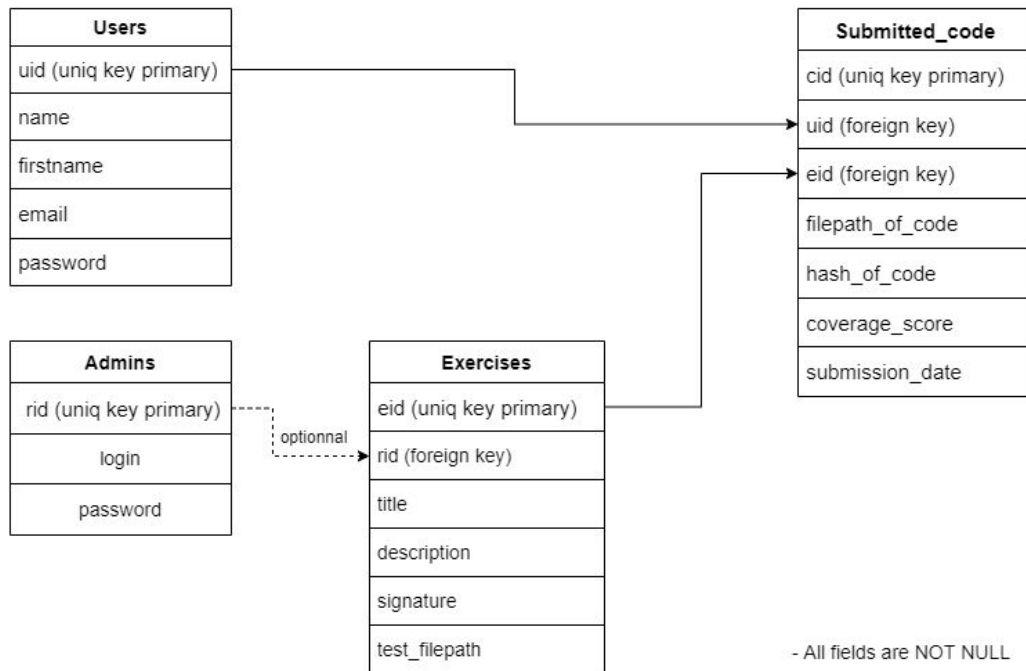 Users
uid (uniq key primary)
name
firstname
email
password
Submitted_code
cid (uniq key primary)
uid (foreign key)
eid (foreign key)
filepath_of_code
hash_of_code
coverage_score
submission_date
Admins
rid (uniq key primary)
login
password
optionnal
Exercises
eid (uniq key primary)
rid (foreign key)
title
description
signature
test_filepath
- All fields are NOT NULL